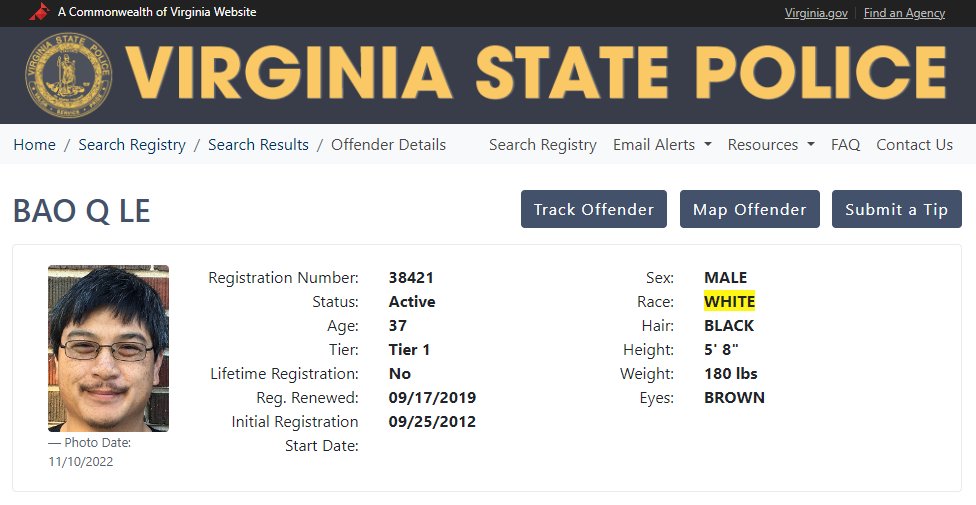 A Commonwealth of Virginia Website
Virginia.gov | Find an Agency
VIRGINIA STATE POLICE
Home / Search Registry / Search Results / Offender Details
Search Registry Email Alerts Resources FAQ Contact Us
BAO Q LE
Track Offender Map Offender Submit a Tip
Registration Number: 38421
Status: Active
Age: 37
Tier: Tier 1
Lifetime Registration: No
Reg. Renewed: 09/17/2019
Initial Registration 09/25/2012
Start Date:
Sex: MALE
Race: WHITE
Hair: BLACK
Height: 5' 8"
Weight: 180 lbs
Eyes: BROWN
— Photo Date:
11/10/2022